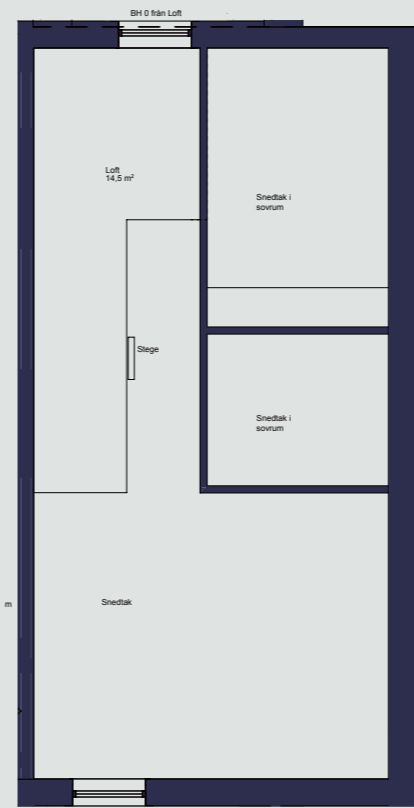 BH 0 från Loft
Loft
14,5 m²
Snedtak i
sovrum
Stege
Snedtak i
sovrum
Snedtak
m